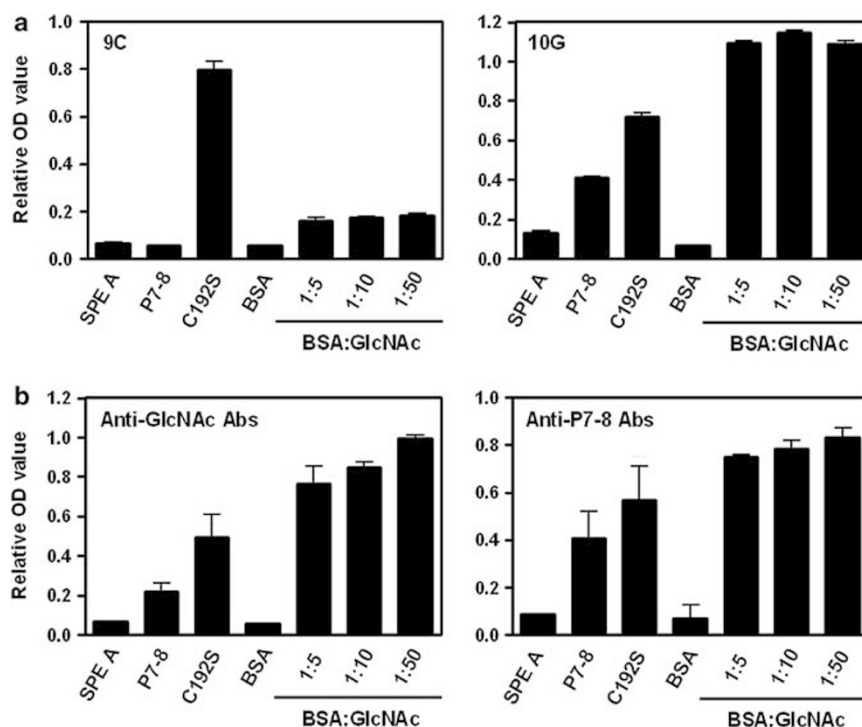 a
9C
Relative OD value
1.0
0.8
0.6
0.4
0.2
0.0
SPE A
P7-8
C192S
BSA
1:5
1:10
1:50
BSA:GlcNAc
10G
1.2
1.0
0.8
0.6
0.4
0.2
0.0
SPE A
P7-8
C192S
BSA
1:5
1:10
1:50
BSA:GlcNAc
b
Anti-GlcNAc Abs
Relative OD value
1.2
1.0
0.8
0.6
0.4
0.2
0.0
SPE A
P7-8
C192S
BSA
1:5
1:10
1:50
BSA:GlcNAc
Anti-P7-8 Abs
1.0
0.8
0.6
0.4
0.2
0.0
SPE A
P7-8
C192S
BSA
1:5
1:10
1:50
BSA:GlcNAc